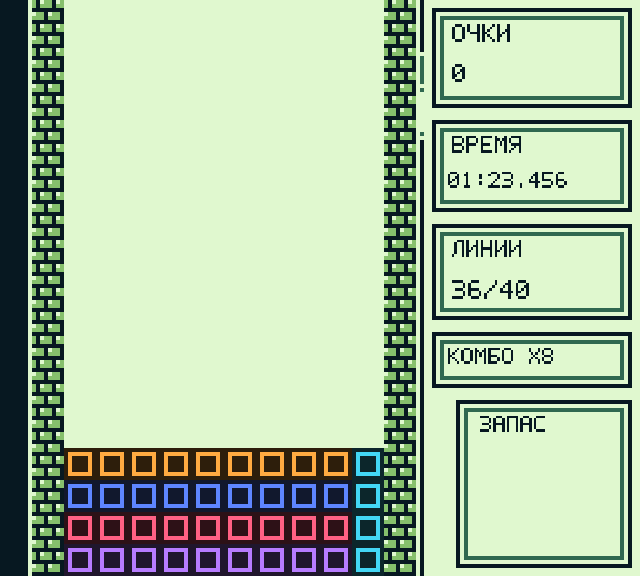 ОЧКИ
0
ВРЕМЯ
01:23.456
ЛИНИИ
36/40
КОМБО X8
ЗАПАС